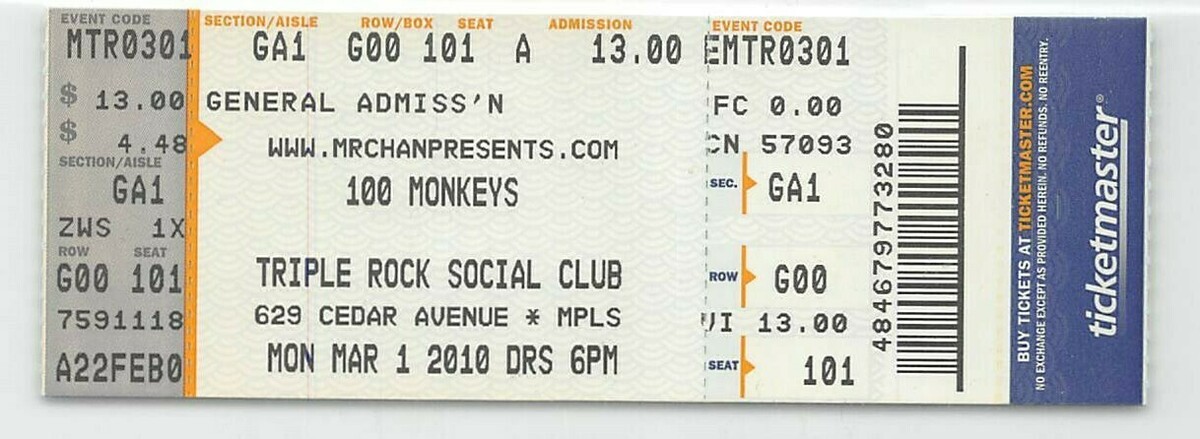 EVENT CODE
MTR0301
$ 13.00
$ 4.48
SECTION/AISLE
GA1
ZWS 1X
ROW SEAT
G00 101
7591118
A22FEB0
SECTION/AISLE ROW/BOX SEAT ADMISSION
GA1 G00 101 A 13.00
GENERAL ADMISS'N
WWW.MRCHANPRESENTS.COM
100 MONKEYS
TRIPLE ROCK SOCIAL CLUB
629 CEDAR AVENUE * MPLS
MON MAR 1 2010 DRS 6PM
EVENT CODE
EMTR0301
FC 0.00
CN 57093
SEC. GA1
ROW G00
VI 13.00
SEAT 101
484679773280
BUY TICKETS AT TICKETMASTER.COM
NO EXCHANGE EXCEPT AS PROVIDED HEREIN. NO REFUNDS. NO REENTRY.
ticketmaster®